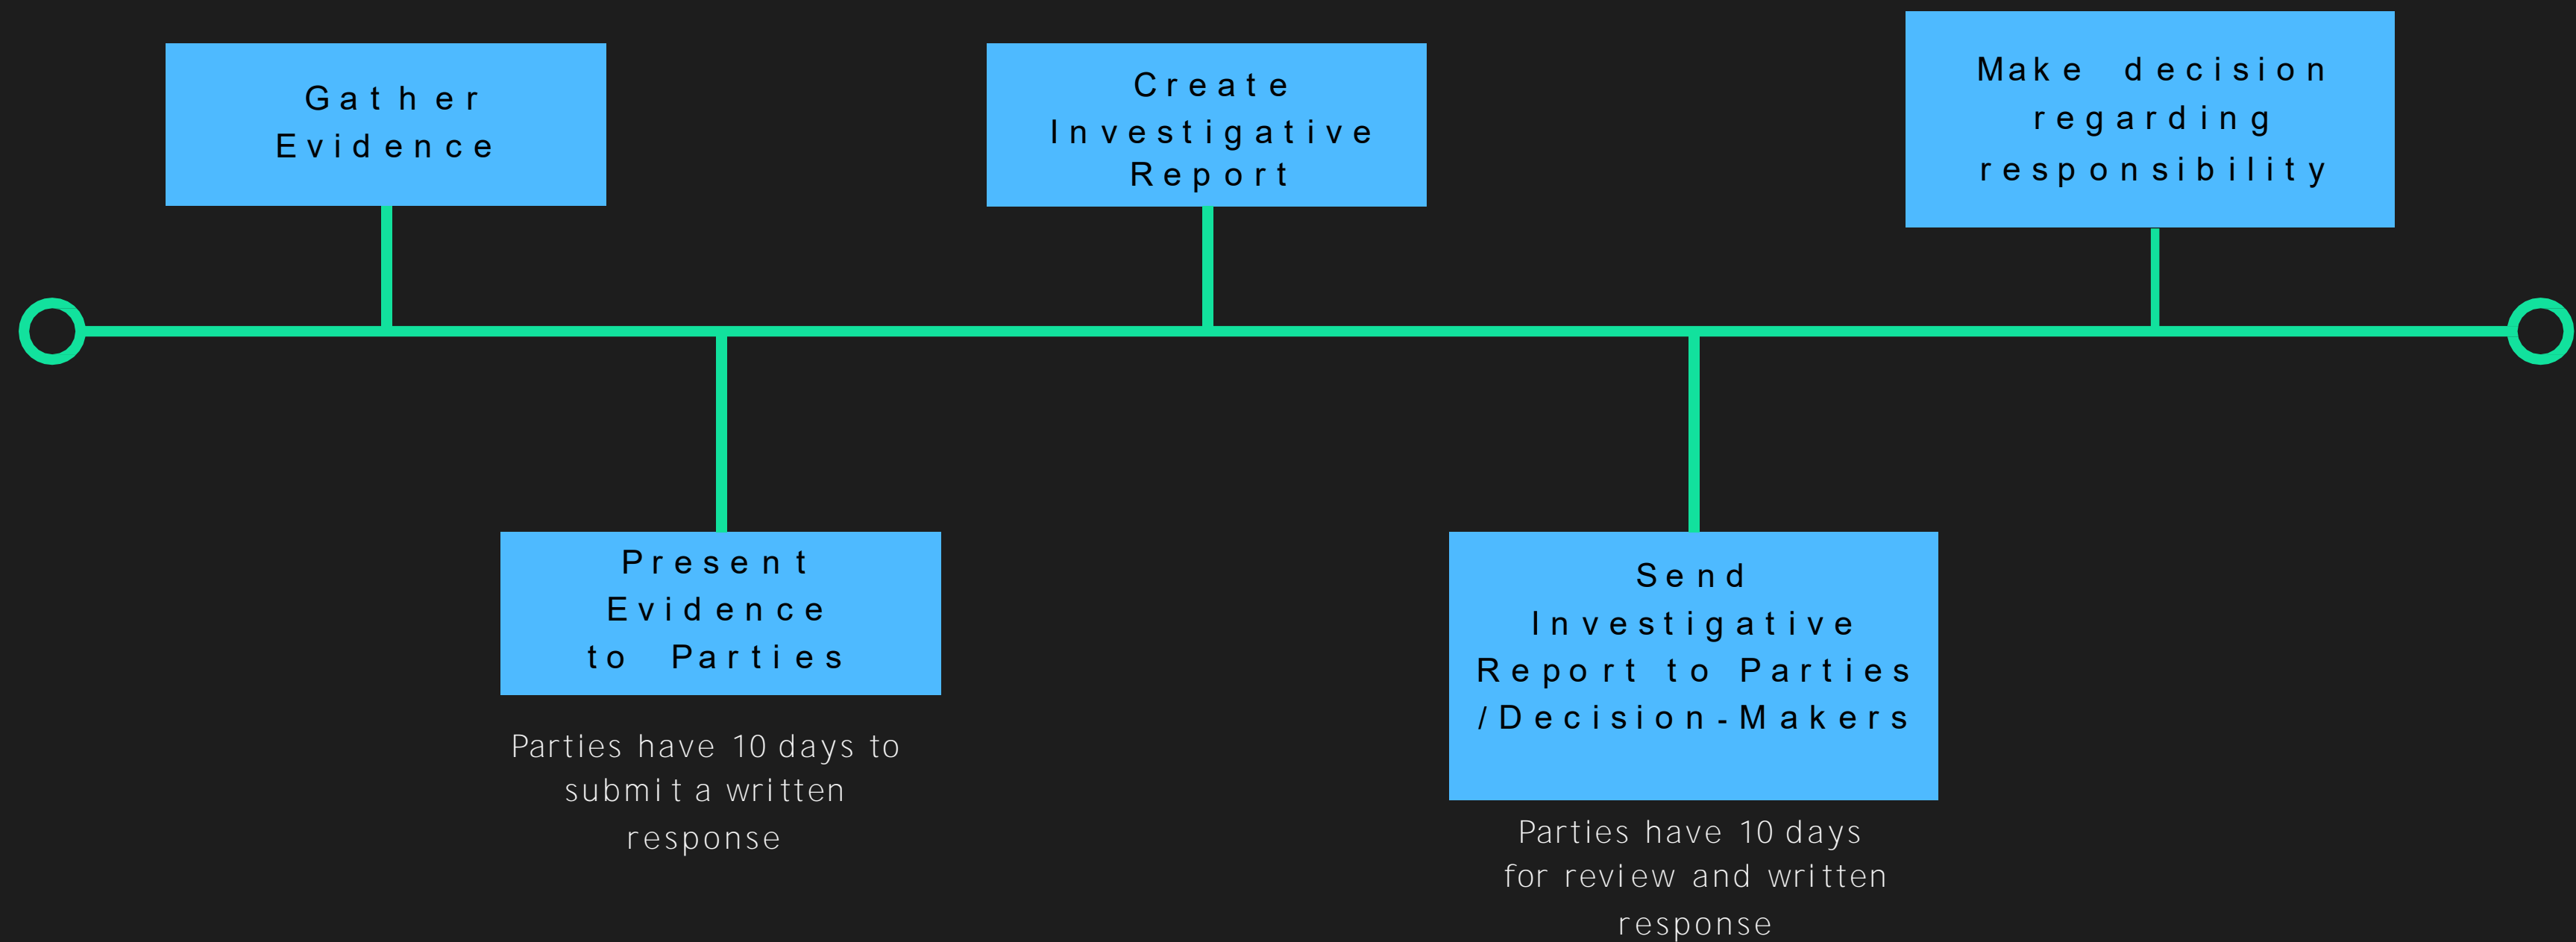 Gather
Evidence
Present
Evidence
to Parties
Parties have 10 days to
submit a written
response
Create
Investigative
Report
Send
Investigative
Report to Parties
/Decision-Makers
Parties have 10 days
for review and written
response
Make decision
regarding
responsibility